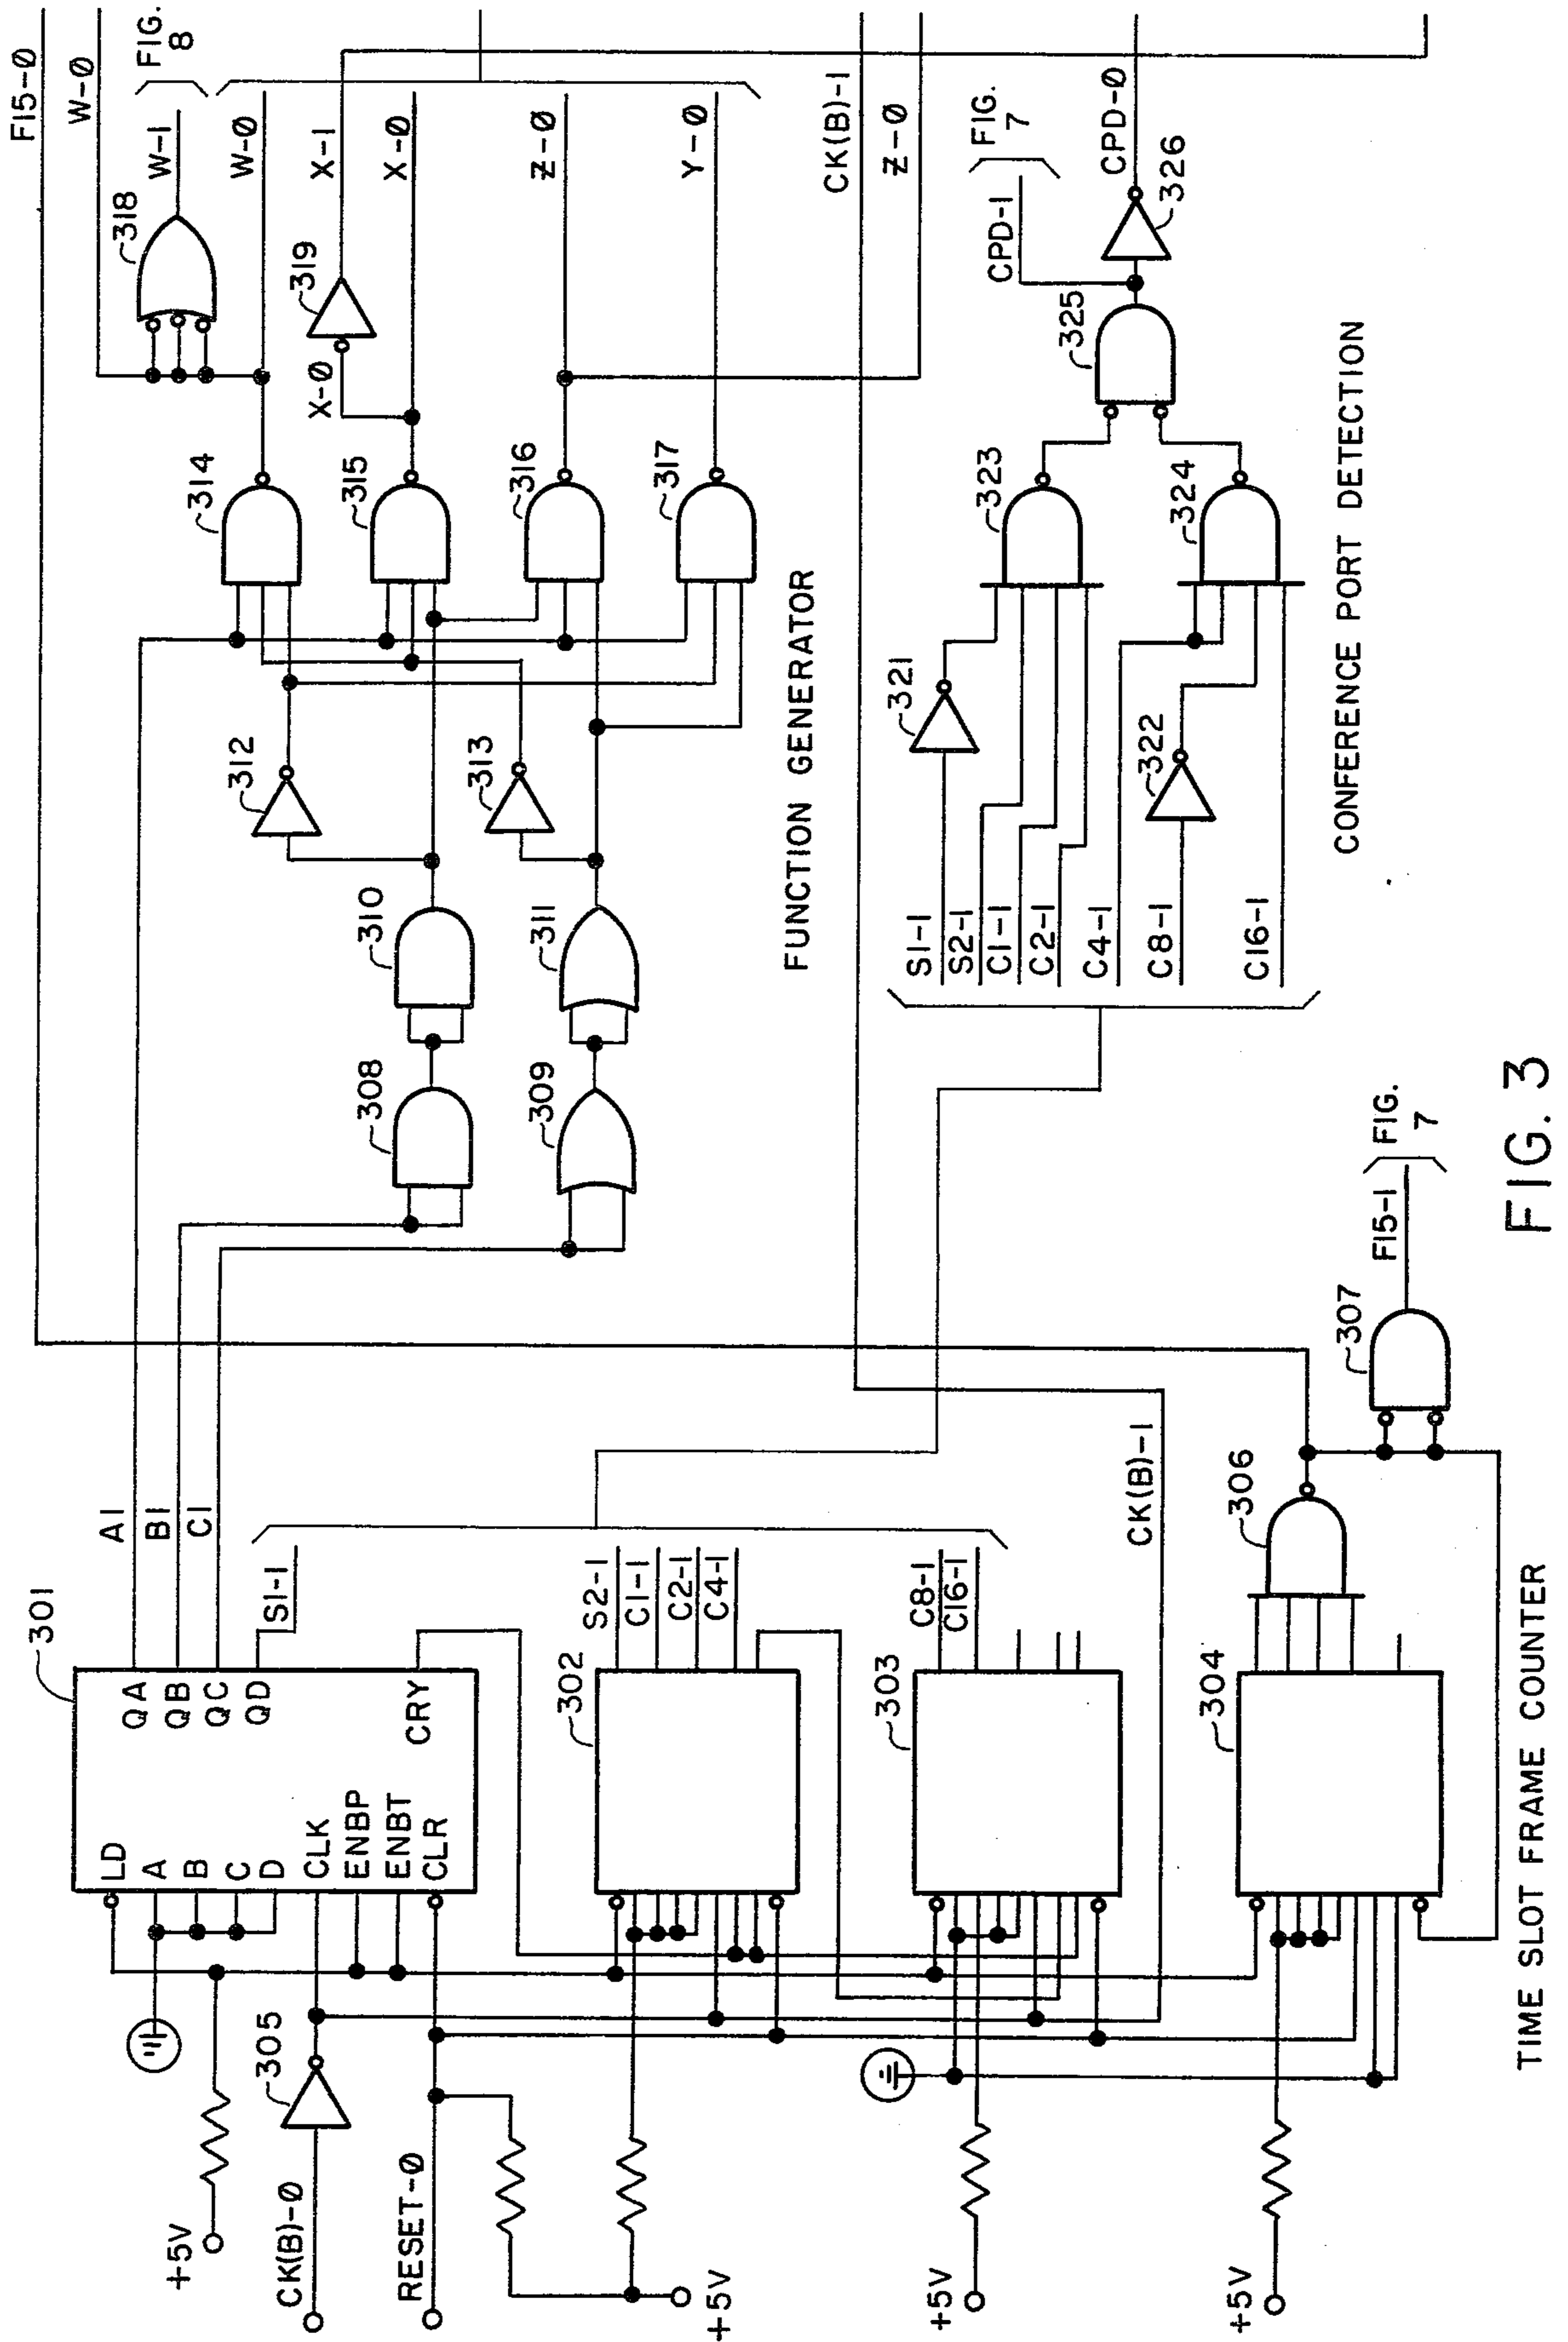 F15-0
W-0
FIG. 8
W-1
318
W-0
X-1
319
X-0
X-0
Z-0
Y-0
314
315
316
317
312
313
310
311
308
309
FUNCTION GENERATOR
A1
B1
C1
S1-1
301
LD
A
B
C
D
CLK
ENBP
ENBT
CLR
QA
QB
QC
QD
CRY
+5V
305
CK(B)-0
RESET-0
+5V
302
S2-1
C1-1
C2-1
C4-1
303
C8-1
C16-1
+5V
CK(B)-1
304
+5V
306
307
F15-1
FIG. 7
TIME SLOT FRAME COUNTER
CK(B)-1
Z-0
FIG. 7
CPD-1
CPD-0
326
325
323
324
321
322
S1-1
S2-1
C1-1
C2-1
C4-1
C8-1
C16-1
CONFERENCE PORT DETECTION
FIG. 3